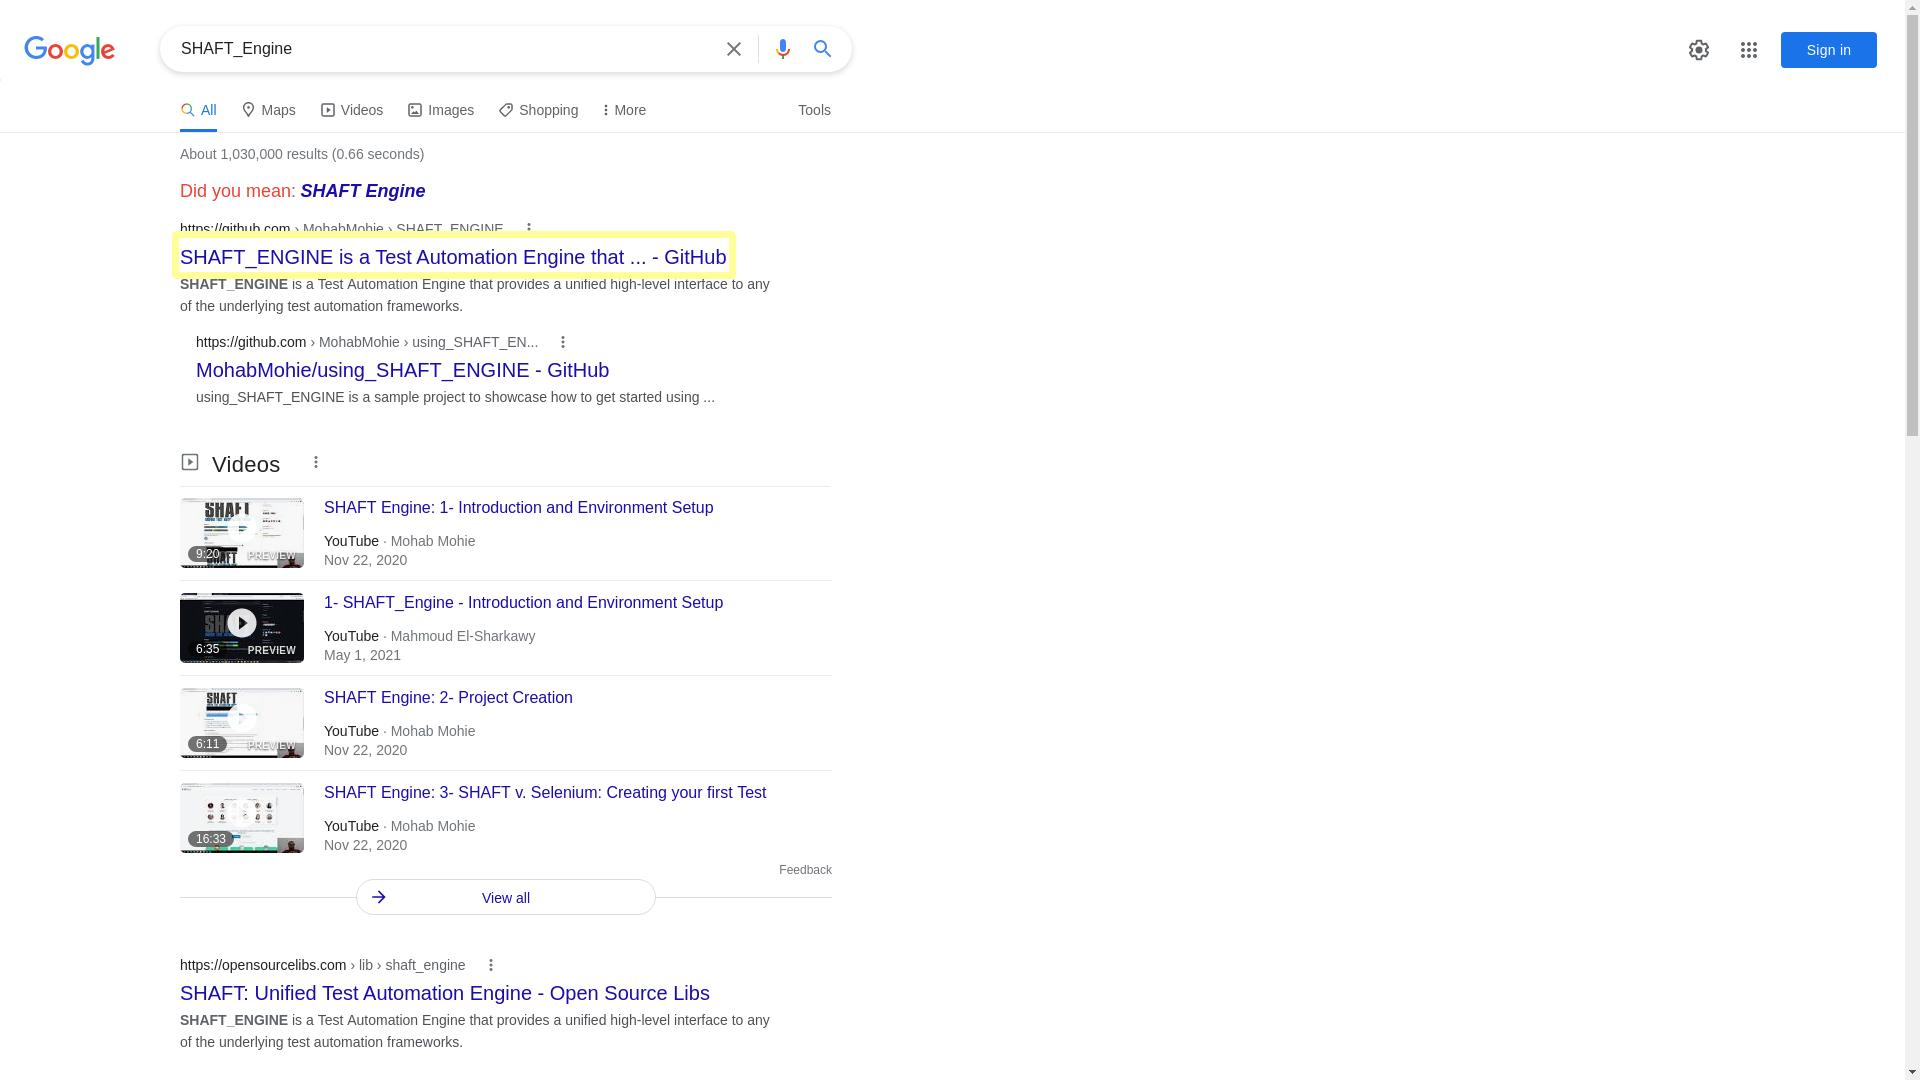 Google
SHAFT_Engine
Sign in
All
Maps
Videos
Images
Shopping
More
Tools
About 1,030,000 results (0.66 seconds)
Did you mean: SHAFT Engine
https://github.com › MohabMohie › SHAFT_ENGINE
SHAFT_ENGINE is a Test Automation Engine that ... - GitHub
SHAFT_ENGINE is a Test Automation Engine that provides a unified high-level interface to any
of the underlying test automation frameworks.
https://github.com › MohabMohie › using_SHAFT_EN...
MohabMohie/using_SHAFT_ENGINE - GitHub
using_SHAFT_ENGINE is a sample project to showcase how to get started using ...
Videos
SHAFT
9:20
PREVIEW
SHAFT Engine: 1- Introduction and Environment Setup
YouTube · Mohab Mohie
Nov 22, 2020
6:35
PREVIEW
1- SHAFT_Engine - Introduction and Environment Setup
YouTube · Mahmoud El-Sharkawy
May 1, 2021
SHAFT
6:11
PREVIEW
SHAFT Engine: 2- Project Creation
YouTube · Mohab Mohie
Nov 22, 2020
16:33
SHAFT Engine: 3- SHAFT v. Selenium: Creating your first Test
YouTube · Mohab Mohie
Nov 22, 2020
Feedback
View all
https://opensourcelibs.com › lib › shaft_engine
SHAFT: Unified Test Automation Engine - Open Source Libs
SHAFT_ENGINE is a Test Automation Engine that provides a unified high-level interface to any
of the underlying test automation frameworks.